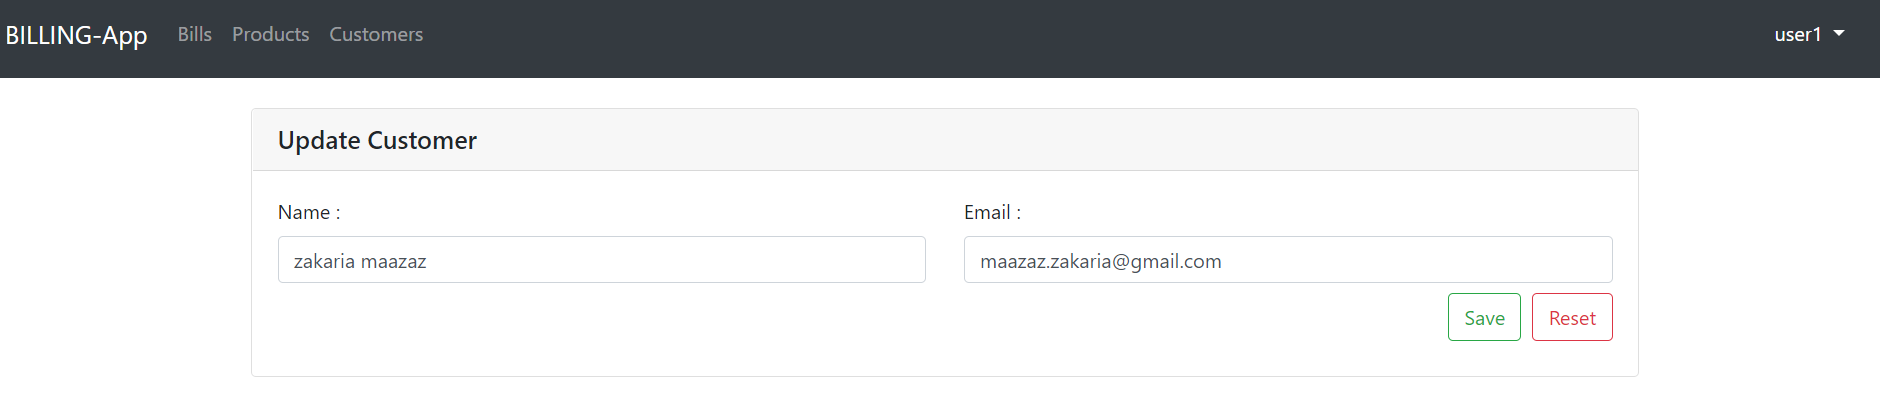 BILLING-App Bills Products Customers user1
Update Customer
Name : Email :
zakaria maazaz maazaz.zakaria@gmail.com
Save Reset